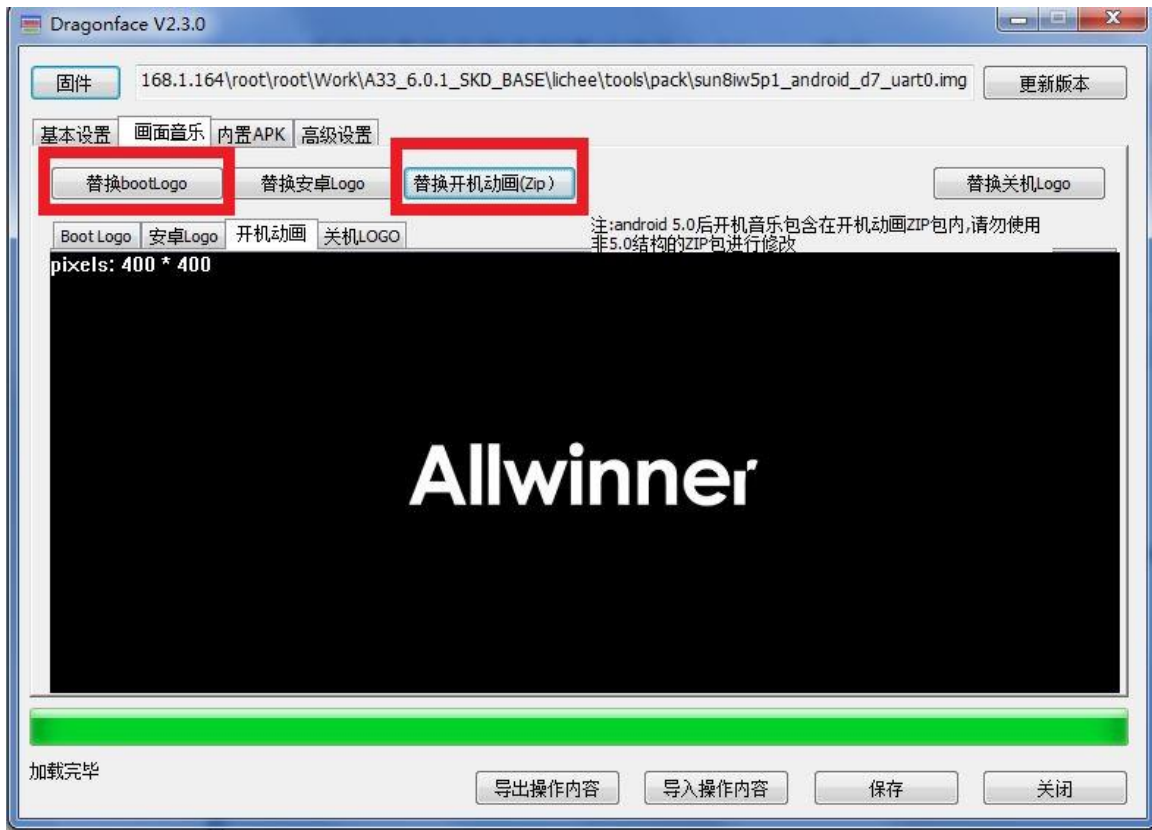 Dragonface V2.3.0
固件 168.1.164\root\root\Work\A33_6.0.1_SKD_BASE\lichee\tools\pack\sun8iw5p1_android_d7_uart0.img 更新版本
基本设置 画面音乐 内置APK 高级设置
替换bootLogo 替换安卓Logo 替换开机动画(Zip) 替换关机Logo
Boot Logo 安卓Logo 开机动画 关机LOGO
注:android 5.0后开机音乐包含在开机动画ZIP包内,请勿使用
非5.0结构的ZIP包进行修改
pixels: 400 * 400
Allwinner
加载完毕
导出操作内容 导入操作内容 保存 关闭